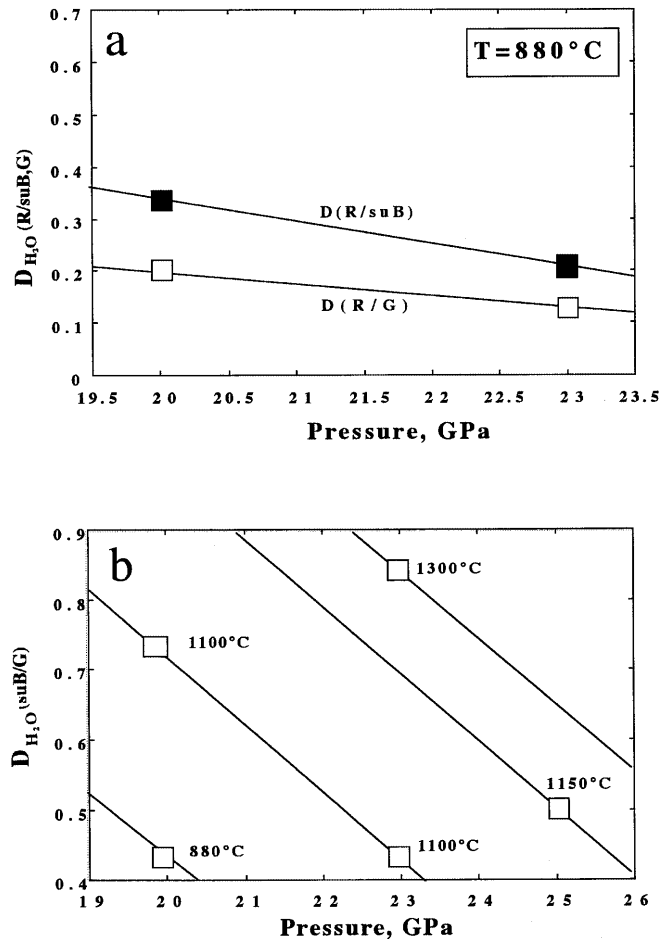 a
T=880°C
0.7
0.6
0.5
0.4
0.3
0.2
0.1
0
D_H₂O (R/suB,G)
D(R/suB)
D(R/G)
19.5 20 20.5 21 21.5 22 22.5 23 23.5
Pressure, GPa
b
0.9
0.8
0.7
0.6
0.5
0.4
D_H₂O (suB/G)
1300°C
1100°C
1150°C
880°C
1100°C
19 20 21 22 23 24 25 26
Pressure, GPa